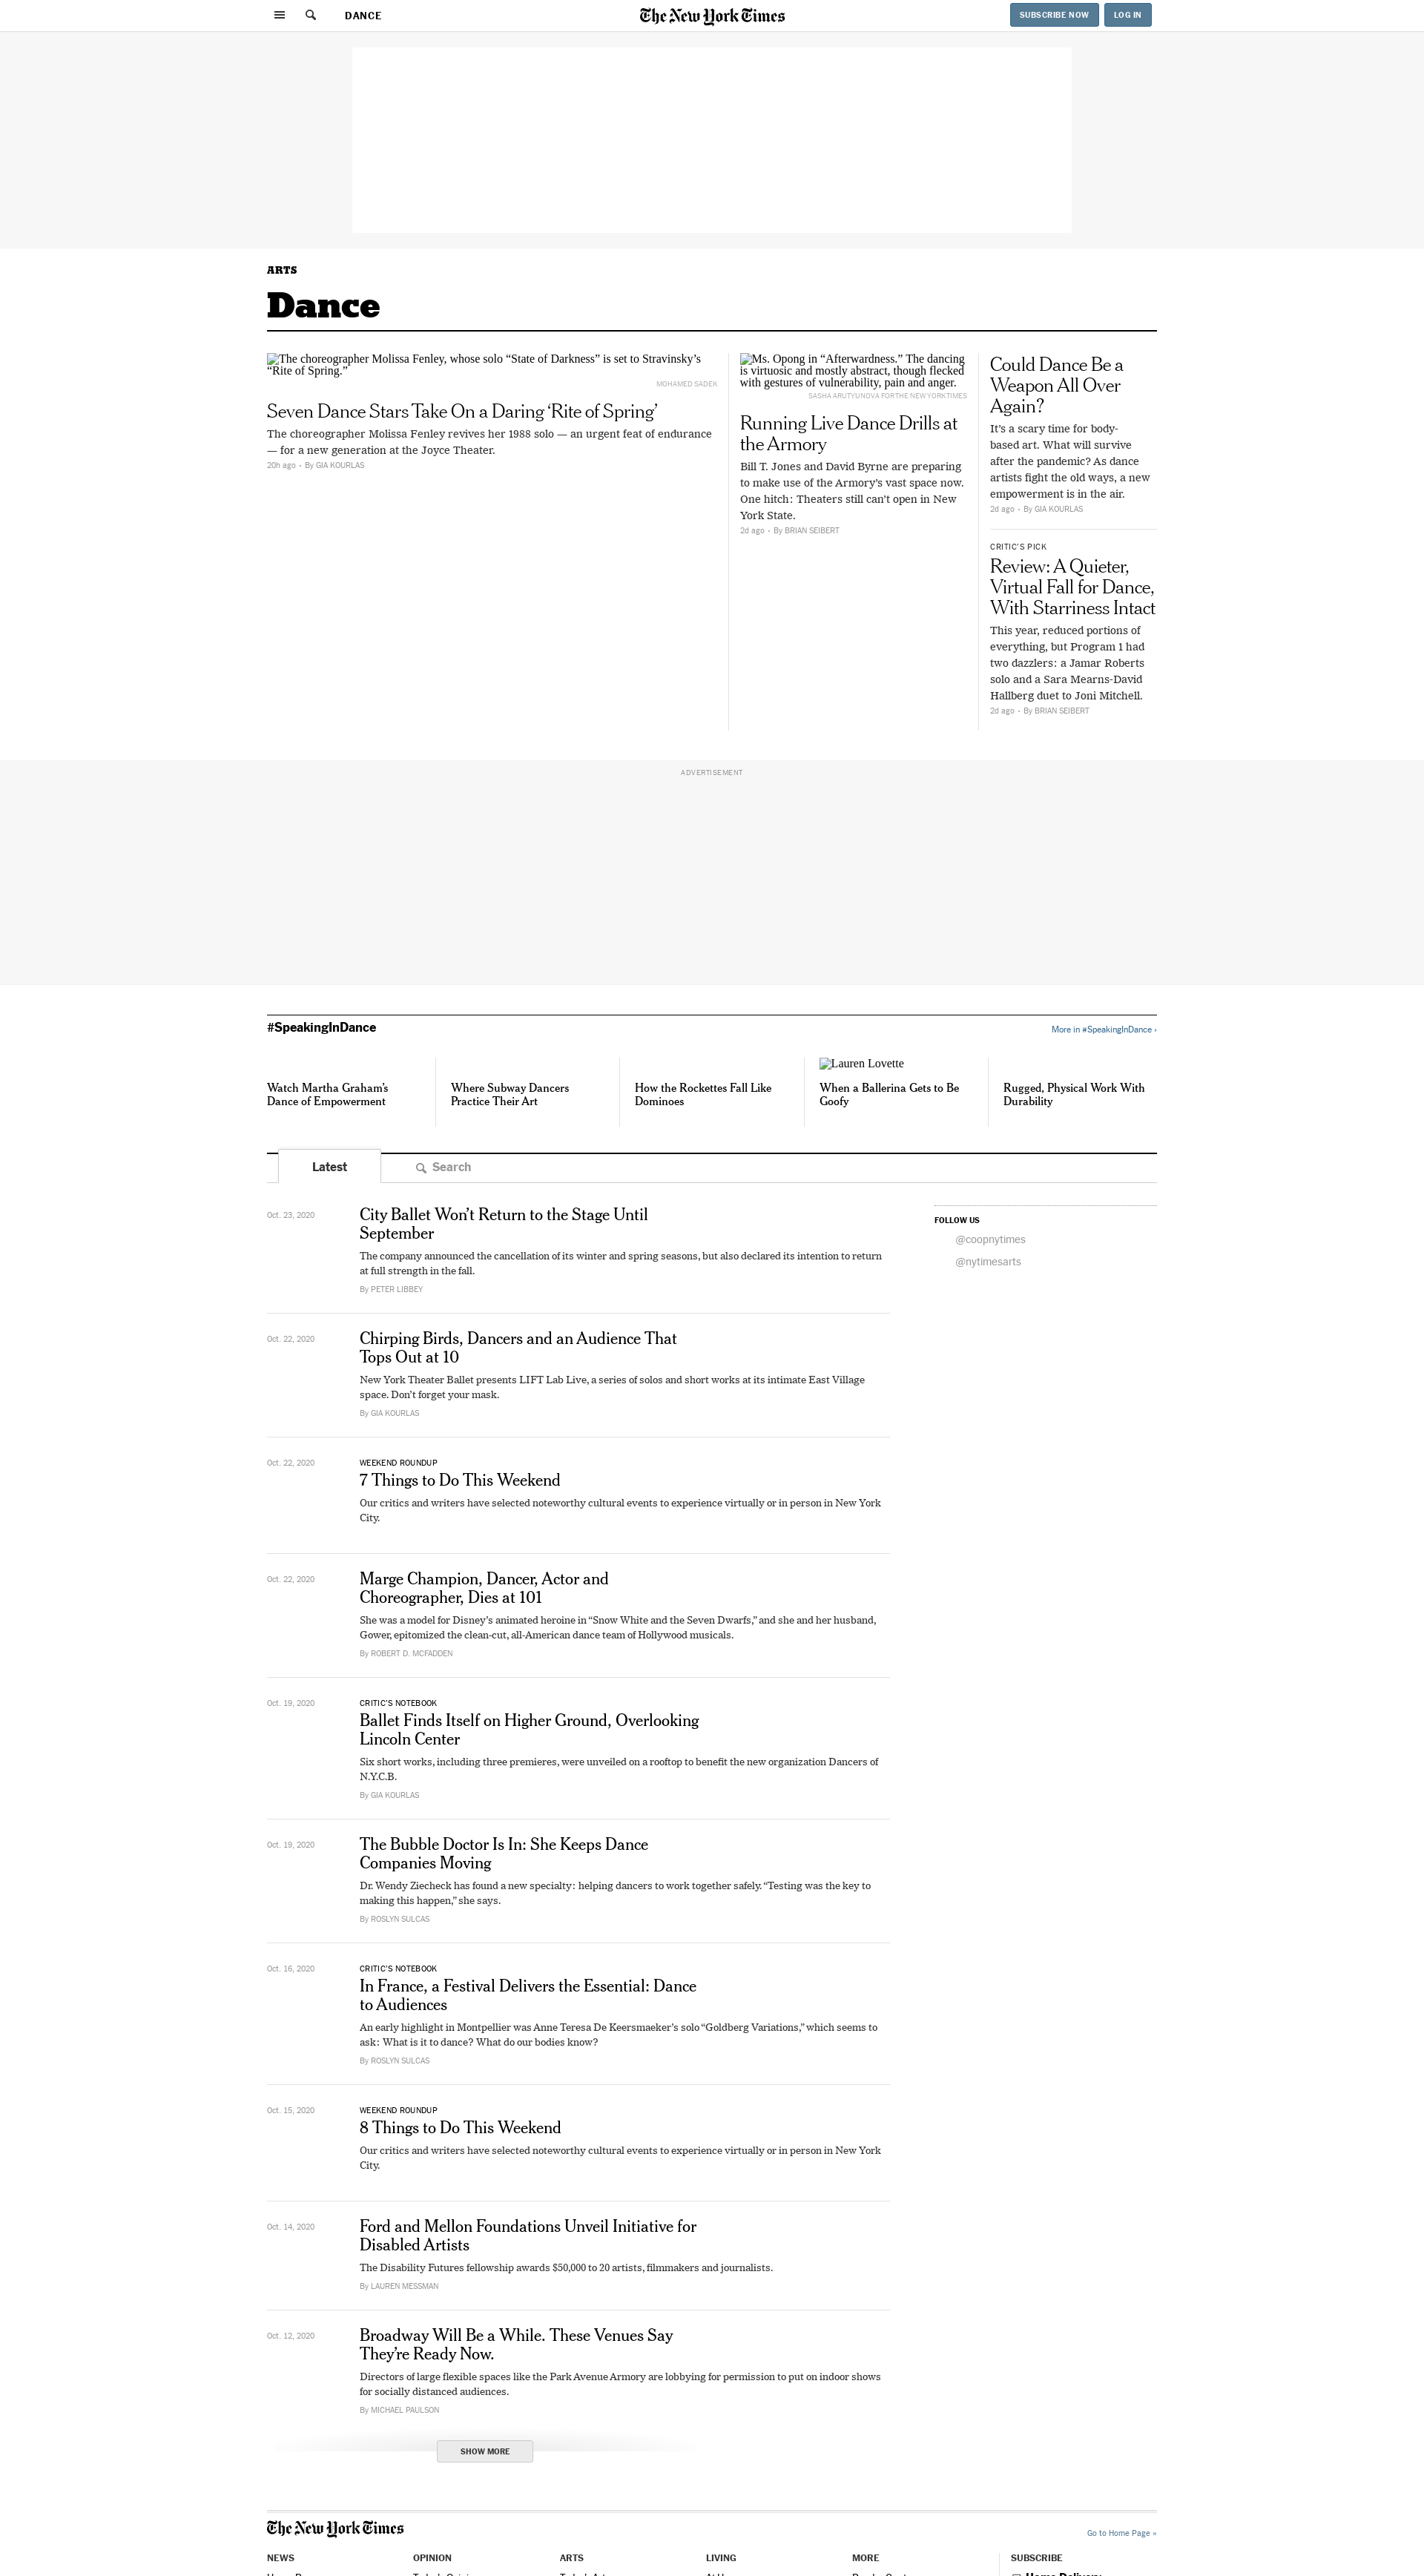 DANCE
The New York Times
SUBSCRIBE NOW
LOG IN
ARTS
Dance
The choreographer Molissa Fenley, whose solo “State of Darkness” is set to Stravinsky’s
“Rite of Spring.”
MOHAMED SADEK
Seven Dance Stars Take On a Daring ‘Rite of Spring’
The choreographer Molissa Fenley revives her 1988 solo — an urgent feat of endurance
— for a new generation at the Joyce Theater.
20h ago • By GIA KOURLAS
Ms. Opong in “Afterwardness.” The dancing
is virtuosic and mostly abstract, though flecked
with gestures of vulnerability, pain and anger.
SASHA ARUTYUNOVA FOR THE NEW YORK TIMES
Running Live Dance Drills at
the Armory
Bill T. Jones and David Byrne are preparing
to make use of the Armory’s vast space now.
One hitch: Theaters still can’t open in New
York State.
2d ago • By BRIAN SEIBERT
Could Dance Be a
Weapon All Over
Again?
It’s a scary time for body-
based art. What will survive
after the pandemic? As dance
artists fight the old ways, a new
empowerment is in the air.
2d ago • By GIA KOURLAS
CRITIC’S PICK
Review: A Quieter,
Virtual Fall for Dance,
With Starriness Intact
This year, reduced portions of
everything, but Program 1 had
two dazzlers: a Jamar Roberts
solo and a Sara Mearns-David
Hallberg duet to Joni Mitchell.
2d ago • By BRIAN SEIBERT
ADVERTISEMENT
#SpeakingInDance
More in #SpeakingInDance ›
Watch Martha Graham’s
Dance of Empowerment
Where Subway Dancers
Practice Their Art
How the Rockettes Fall Like
Dominoes
Lauren Lovette
When a Ballerina Gets to Be
Goofy
Rugged, Physical Work With
Durability
Latest
Search
Oct. 23, 2020
City Ballet Won’t Return to the Stage Until
September
The company announced the cancellation of its winter and spring seasons, but also declared its intention to return
at full strength in the fall.
By PETER LIBBEY
FOLLOW US
@coopnytimes
@nytimesarts
Oct. 22, 2020
Chirping Birds, Dancers and an Audience That
Tops Out at 10
New York Theater Ballet presents LIFT Lab Live, a series of solos and short works at its intimate East Village
space. Don’t forget your mask.
By GIA KOURLAS
Oct. 22, 2020
WEEKEND ROUNDUP
7 Things to Do This Weekend
Our critics and writers have selected noteworthy cultural events to experience virtually or in person in New York
City.
Oct. 22, 2020
Marge Champion, Dancer, Actor and
Choreographer, Dies at 101
She was a model for Disney’s animated heroine in “Snow White and the Seven Dwarfs,” and she and her husband,
Gower, epitomized the clean-cut, all-American dance team of Hollywood musicals.
By ROBERT D. MCFADDEN
Oct. 19, 2020
CRITIC’S NOTEBOOK
Ballet Finds Itself on Higher Ground, Overlooking
Lincoln Center
Six short works, including three premieres, were unveiled on a rooftop to benefit the new organization Dancers of
N.Y.C.B.
By GIA KOURLAS
Oct. 19, 2020
The Bubble Doctor Is In: She Keeps Dance
Companies Moving
Dr. Wendy Ziecheck has found a new specialty: helping dancers to work together safely. “Testing was the key to
making this happen,” she says.
By ROSLYN SULCAS
Oct. 16, 2020
CRITIC’S NOTEBOOK
In France, a Festival Delivers the Essential: Dance
to Audiences
An early highlight in Montpellier was Anne Teresa De Keersmaeker’s solo “Goldberg Variations,” which seems to
ask: What is it to dance? What do our bodies know?
By ROSLYN SULCAS
Oct. 15, 2020
WEEKEND ROUNDUP
8 Things to Do This Weekend
Our critics and writers have selected noteworthy cultural events to experience virtually or in person in New York
City.
Oct. 14, 2020
Ford and Mellon Foundations Unveil Initiative for
Disabled Artists
The Disability Futures fellowship awards $50,000 to 20 artists, filmmakers and journalists.
By LAUREN MESSMAN
Oct. 12, 2020
Broadway Will Be a While. These Venues Say
They’re Ready Now.
Directors of large flexible spaces like the Park Avenue Armory are lobbying for permission to put on indoor shows
for socially distanced audiences.
By MICHAEL PAULSON
SHOW MORE
The New York Times
Go to Home Page »
NEWS
OPINION
ARTS
LIVING
MORE
SUBSCRIBE